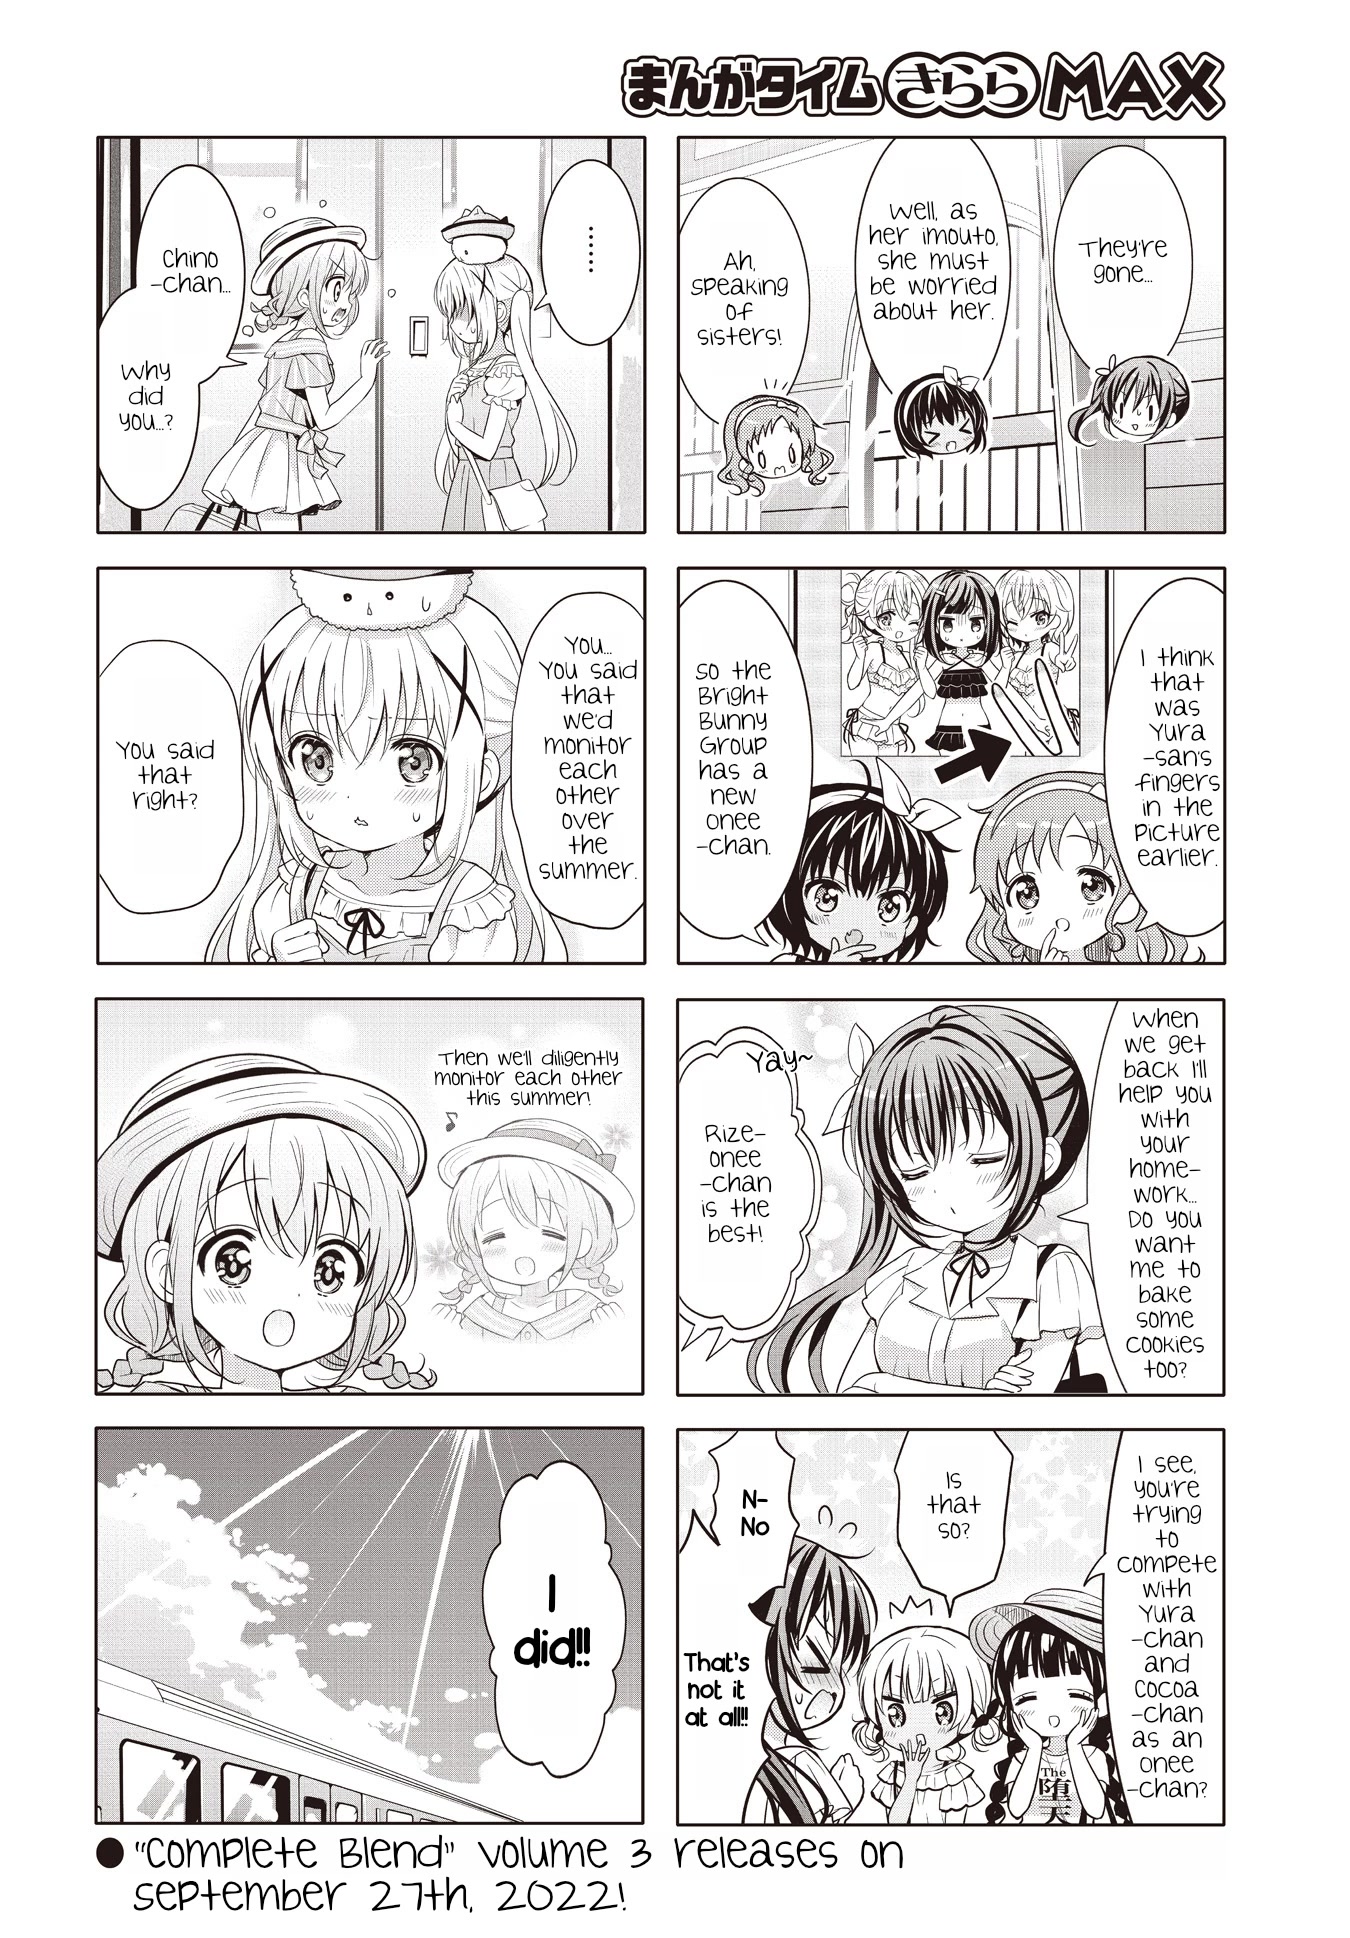 まんがタイムきららMAX
They're
gone...
Well, as
her imouto,
she must
be worried
about her.
Ah,
speaking
of
sisters!
I think
that
was
Yura
-san's
fingers
in the
picture
earlier.
So the
Bright
Bunny
Group
has a
new
onee
-chan.
When
we get
back I'll
help you
with
your
home-
work...
Do you
want
me to
bake
some
cookies
too?
Yay~
Rize-
onee
-chan
is the
best!
I see,
you're
trying
to
compete
with
Yura
-chan
and
Cocoa
-chan
as an
onee
-chan?
Is
that
so?
N-
No
That's
not it
at all!!
The
堕
天
......
Chino
-chan...
Why
did
you...?
You...
You said
that
we'd
monitor
each
other
over
the
summer.
You said
that
right?
Then we'll diligently
monitor each other
this summer!
♪
I
did!!
●"Complete Blend" volume 3 releases on
September 27th, 2022!